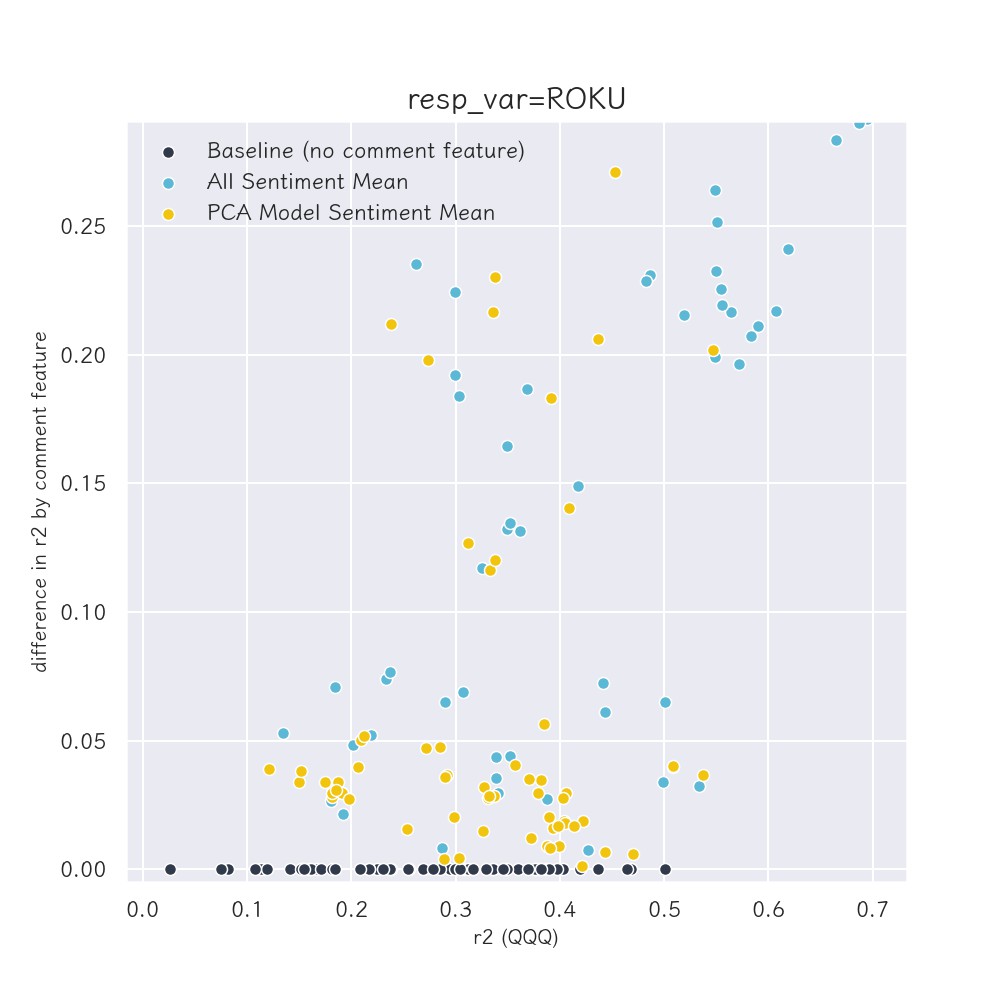 resp_var=ROKU
Baseline (no comment feature)
All Sentiment Mean
PCA Model Sentiment Mean
difference in r2 by comment feature
0.25
0.20
0.15
0.10
0.05
0.00
0.0 0.1 0.2 0.3 0.4 0.5 0.6 0.7
r2 (QQQ)